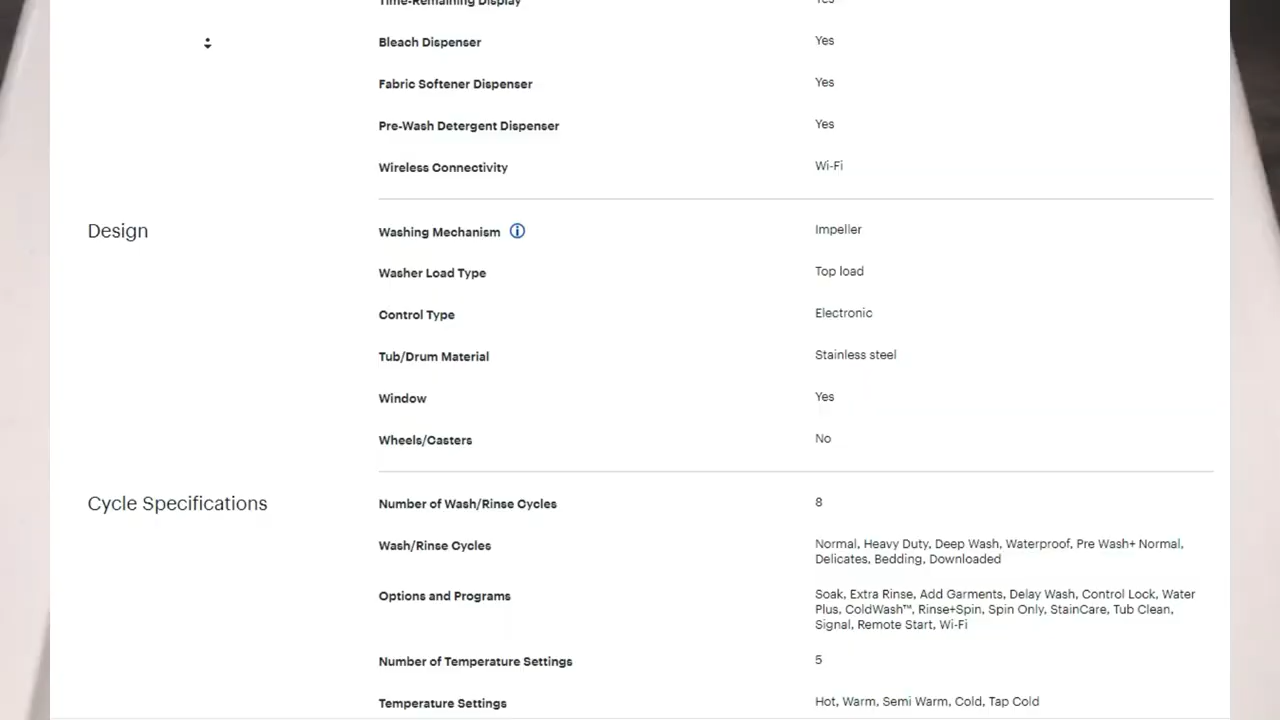 Time-Remaining Display Yes
Bleach Dispenser Yes
Fabric Softener Dispenser Yes
Pre-Wash Detergent Dispenser Yes
Wireless Connectivity Wi-Fi
Design Washing Mechanism Impeller
Washer Load Type Top load
Control Type Electronic
Tub/Drum Material Stainless steel
Window Yes
Wheels/Casters No
Cycle Specifications Number of Wash/Rinse Cycles 8
Wash/Rinse Cycles Normal, Heavy Duty, Deep Wash, Waterproof, Pre Wash+ Normal,
Delicates, Bedding, Downloaded
Options and Programs Soak, Extra Rinse, Add Garments, Delay Wash, Control Lock, Water
Plus, ColdWash™, Rinse+Spin, Spin Only, StainCare, Tub Clean,
Signal, Remote Start, Wi-Fi
Number of Temperature Settings 5
Temperature Settings Hot, Warm, Semi Warm, Cold, Tap Cold